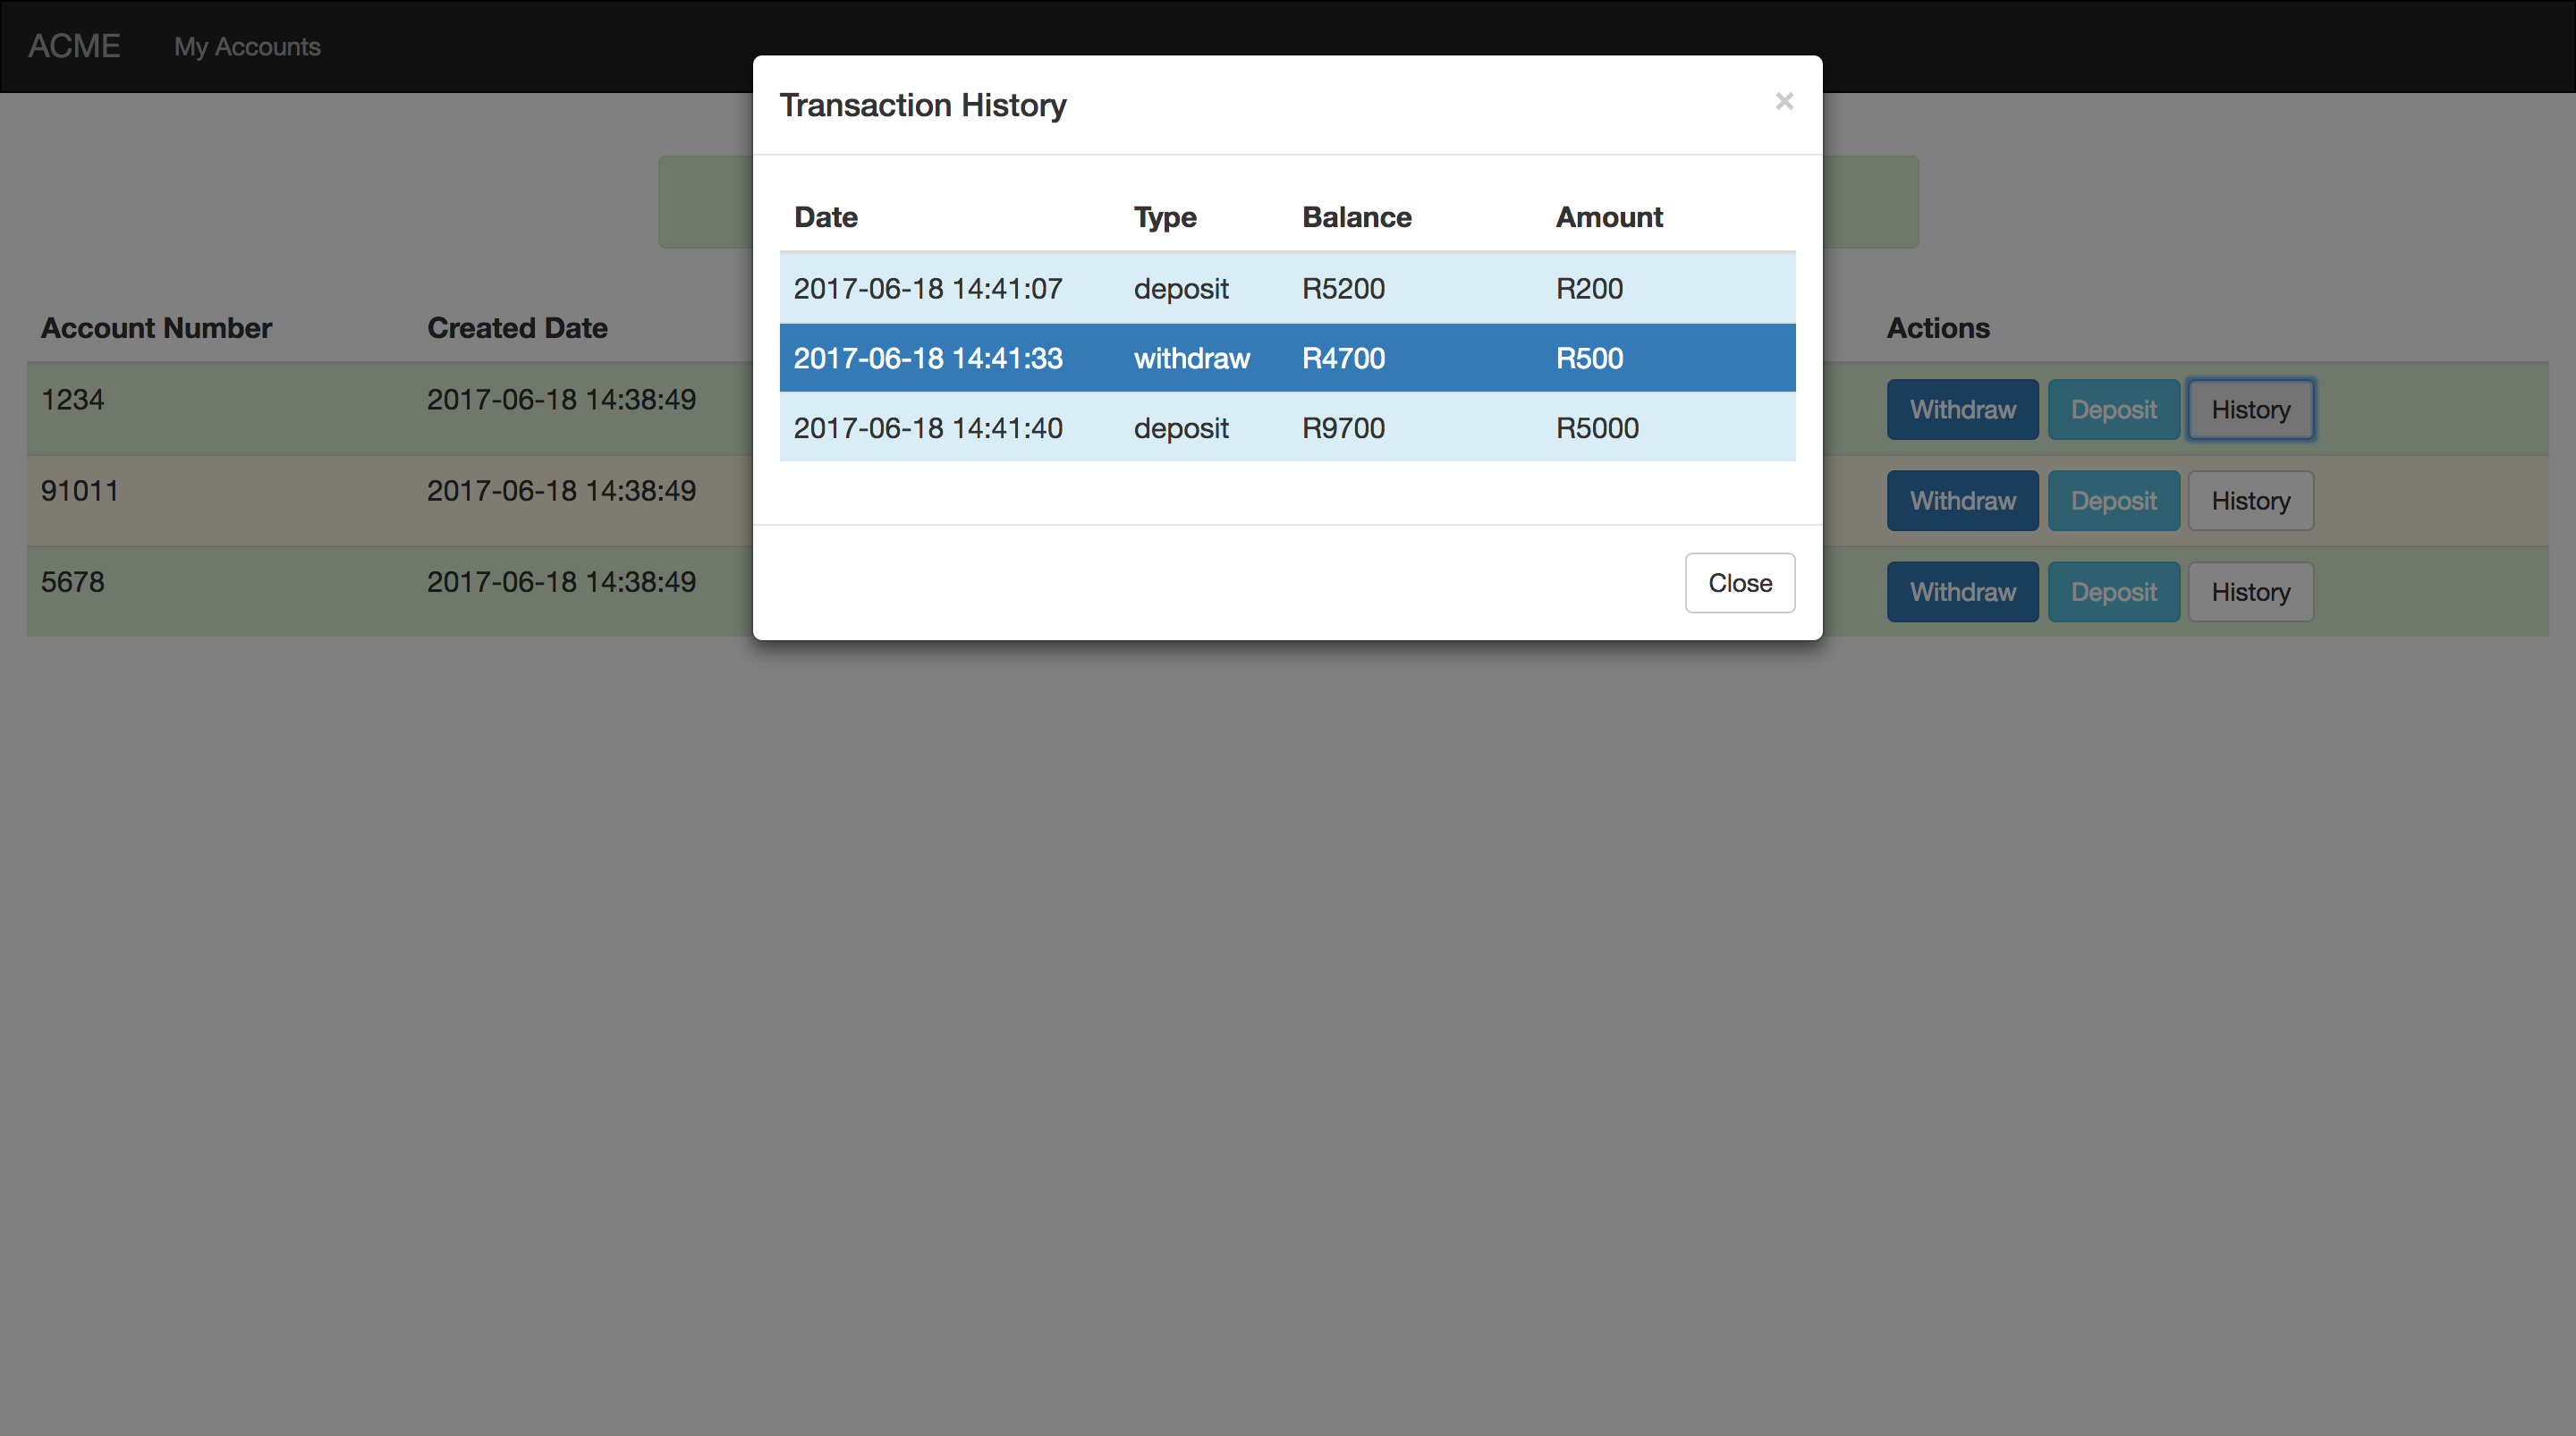 ACME My Accounts
Transaction History ×
Date Type Balance Amount
2017-06-18 14:41:07 deposit R5200 R200
2017-06-18 14:41:33 withdraw R4700 R500
2017-06-18 14:41:40 deposit R9700 R5000
Close
Account Number Created Date Actions
1234 2017-06-18 14:38:49 Withdraw Deposit History
91011 2017-06-18 14:38:49 Withdraw Deposit History
5678 2017-06-18 14:38:49 Withdraw Deposit History